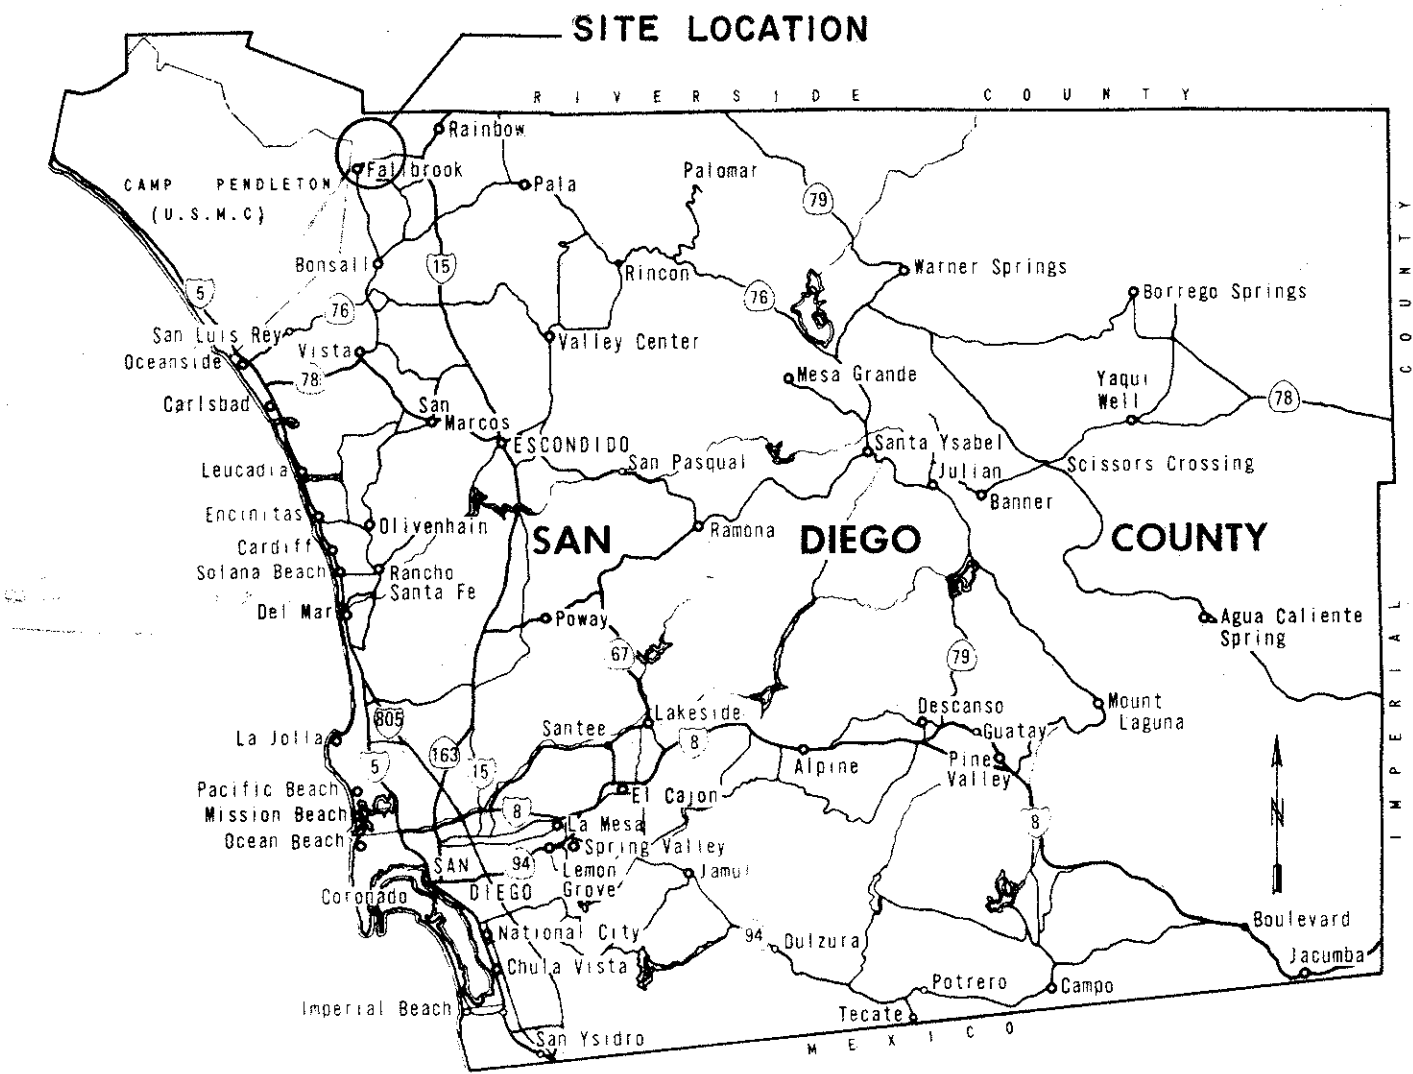 SITE LOCATION
RIVERSIDE COUNTY
Rainbow
Fallbrook
Palomar
CAMP PENDLETON
(U.S.M.C)
Pala
79
COUNTY
Bonsall
15
Rincon
Warner Springs
5
76
76
Borrego Springs
San Luis Rey
Oceanside
Vista
Valley Center
78
Mesa Grande
Yaqui
Well
78
Carlsbad
San
Marcos
ESCONDIDO
Santa Ysabel
Leucadia
San Pasqual
Julian
Scissors Crossing
Banner
Encinitas
Olivenhain
Ramona
SAN DIEGO COUNTY
Cardiff
Solana Beach
Rancho
Santa Fe
Del Mar
Poway
Agua Caliente
Spring
IMPERIAL
67
79
Mount
Laguna
805
Santee
Lakeside
Descanso
Guatay
La Jolla
163
8
5
15
Alpine
Pine
Valley
N
Pacific Beach
El Cajon
Mission Beach
8
La Mesa
8
Ocean Beach
Spring Valley
SAN
DIEGO
94
Lemon
Grove
Jamul
Coronado
National City
94
Dulzura
Boulevard
Chula Vista
Jacumba
Imperial Beach
Potrero
Campo
Tecate
San Ysidro
MEXICO